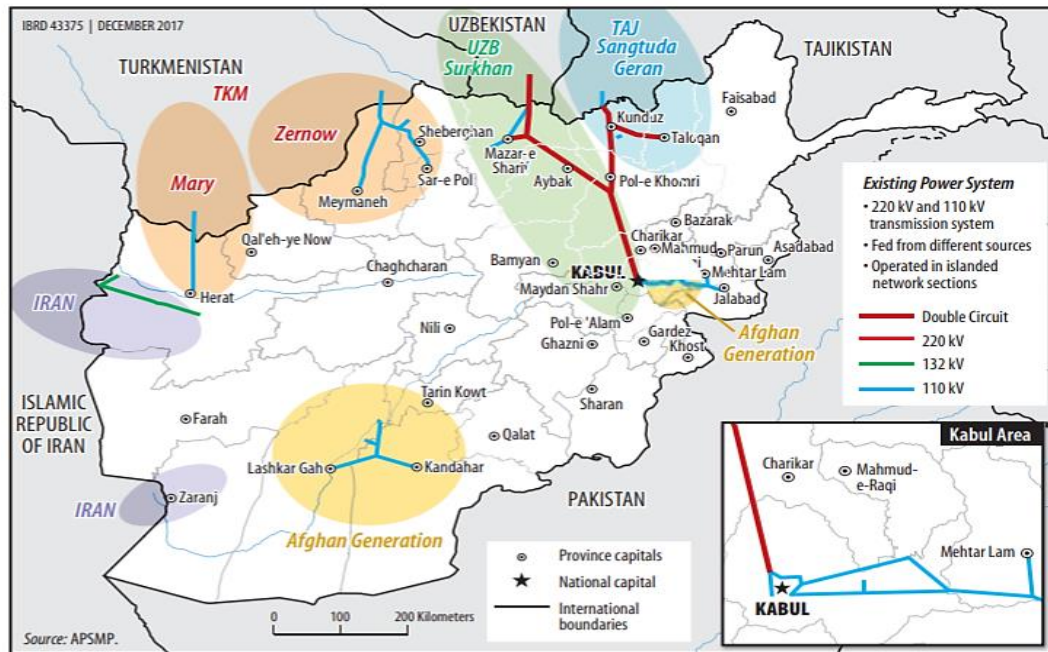 IBRD 43375 | DECEMBER 2017
UZBEKISTAN
UZB
Surkhan
TAJ
Sangtuda
Geran
TAJIKISTAN
TURKMENISTAN
TKM
Zernow
Mary
Faisabad
Kunduz
Taloqan
Sheberghan
Mazar-e
Sharif
Sar-e Pol
Aybak
Pol-e Khomri
Meymaneh
Qal'eh-ye Now
Chaghcharan
Bamyan
Bazarak
Charikar
Mahmud
Parun
Asadabad
Mehtar Lam
KABUL
Maydan Shahr
Jalabad
Herat
IRAN
Nili
Pol-e 'Alam
Ghazni
Gardez
Khost
Afghan
Generation
ISLAMIC
REPUBLIC
OF IRAN
Farah
Tarin Kowt
Sharan
Qalat
Lashkar Gah
Kandahar
Zaranj
IRAN
Afghan Generation
PAKISTAN
Existing Power System
• 220 kV and 110 kV
transmission system
• Fed from different sources
• Operated in islanded
network sections
Double Circuit
220 kV
132 kV
110 kV
Province capitals
National capital
International
boundaries
0 100 200 Kilometers
Source: APSMP.
Kabul Area
Charikar
Mahmud-
e-Raqi
Mehtar Lam
KABUL